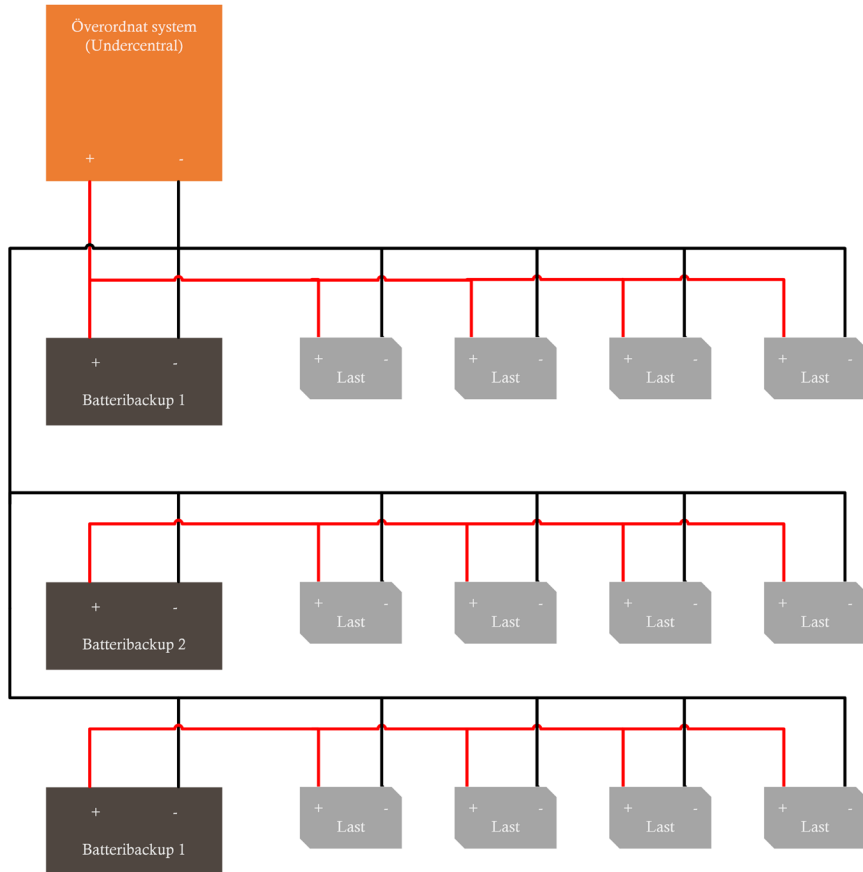 Överordnat system
(Undercentral)
+ -
+ -
Batteribackup 1
+ -
Last
+ -
Last
+ -
Last
+ -
Last
+ -
Batteribackup 2
+ -
Last
+ -
Last
+ -
Last
+ -
Last
+ -
Batteribackup 1
+ -
Last
+ -
Last
+ -
Last
+ -
Last